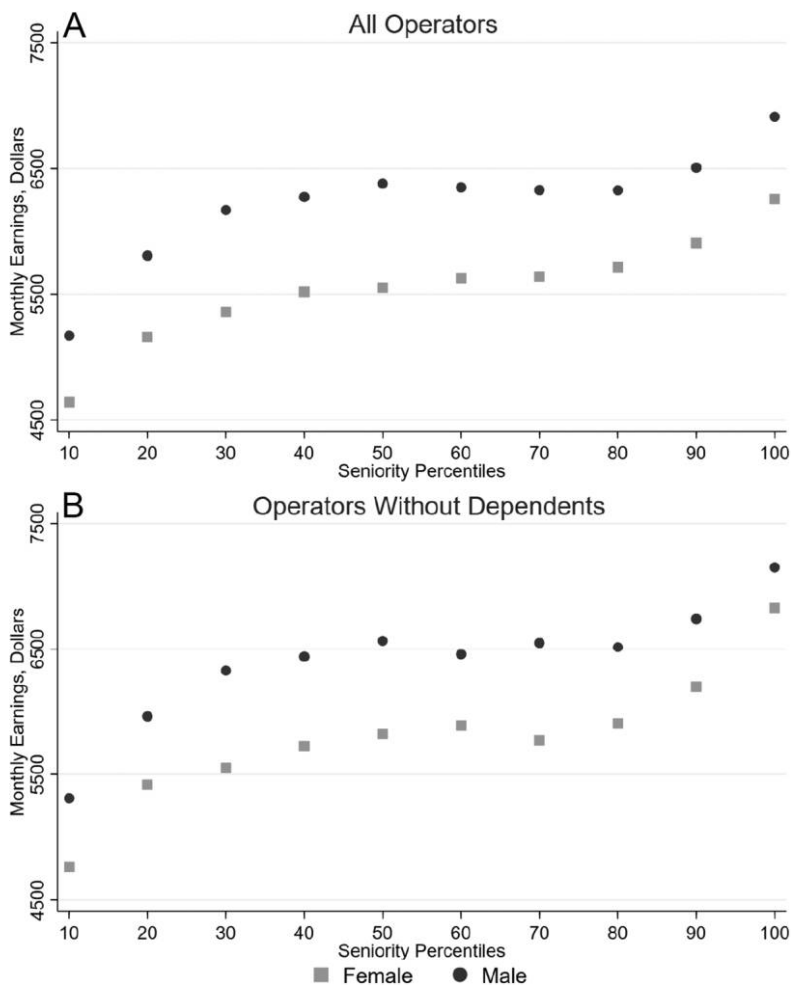 A
All Operators
Monthly Earnings, Dollars
7500
6500
5500
4500
10 20 30 40 50 60 70 80 90 100
Seniority Percentiles
B
Operators Without Dependents
Monthly Earnings, Dollars
7500
6500
5500
4500
10 20 30 40 50 60 70 80 90 100
Seniority Percentiles
Female Male